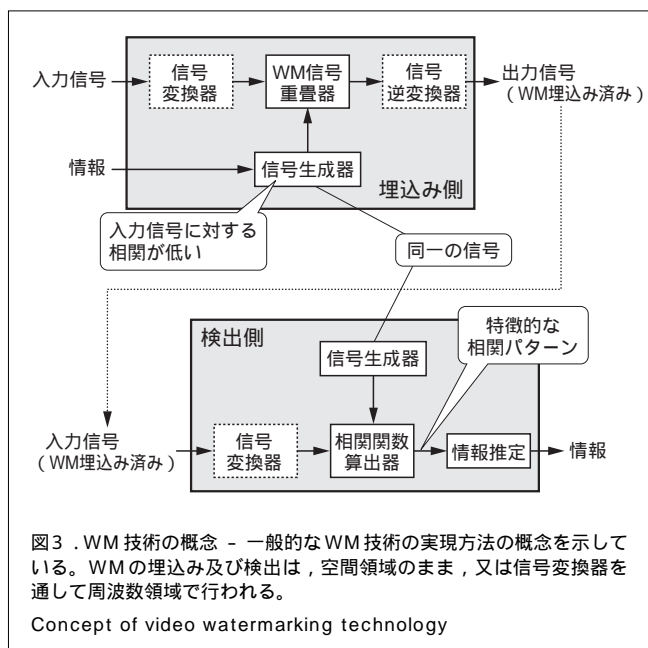 入力信号
信号
変換器
WM信号
重畳器
信号
逆変換器
出力信号
(WM埋込み済み)
情報
信号生成器
埋込み側
入力信号に対する
相関が低い
同一の信号
検出側
信号生成器
特徴的な
相関パターン
入力信号
(WM埋込み済み)
信号
変換器
相関関数
算出器
情報推定
情報
図3.WM技術の概念 – 一般的なWM技術の実現方法の概念を示して
いる。WMの埋込み及び検出は,空間領域のまま,又は信号変換器を
通して周波数領域で行われる。
Concept of video watermarking technology